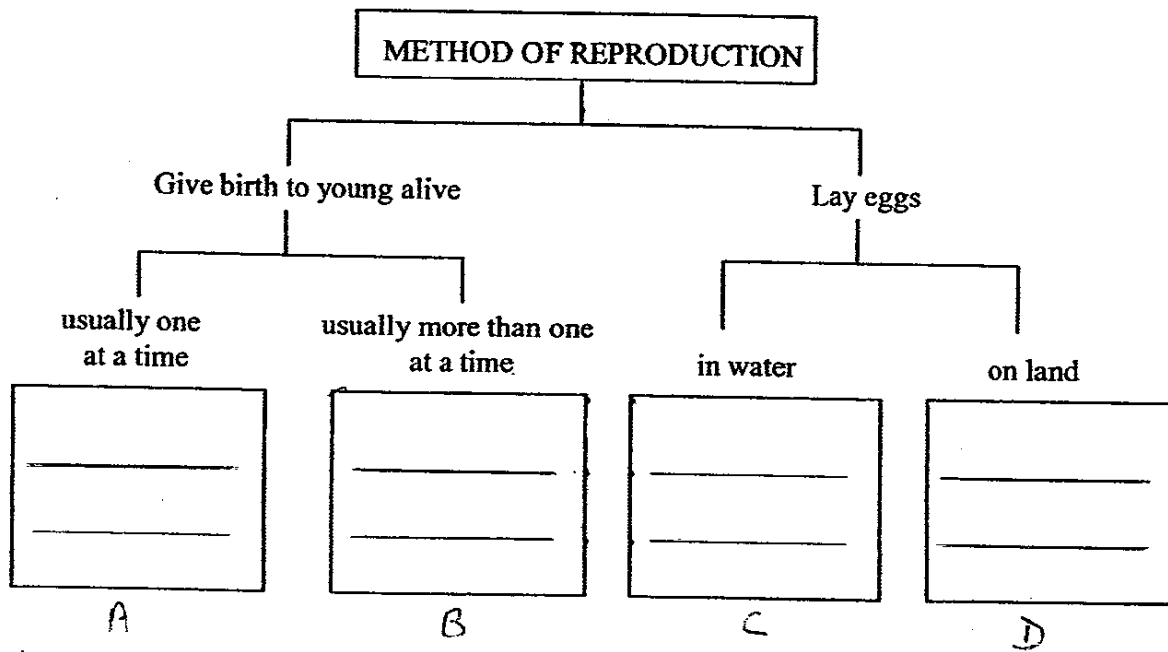 METHOD OF REPRODUCTION
Give birth to young alive
Lay eggs
usually one
at a time
usually more than one
at a time
in water
on land
A
B
C
D